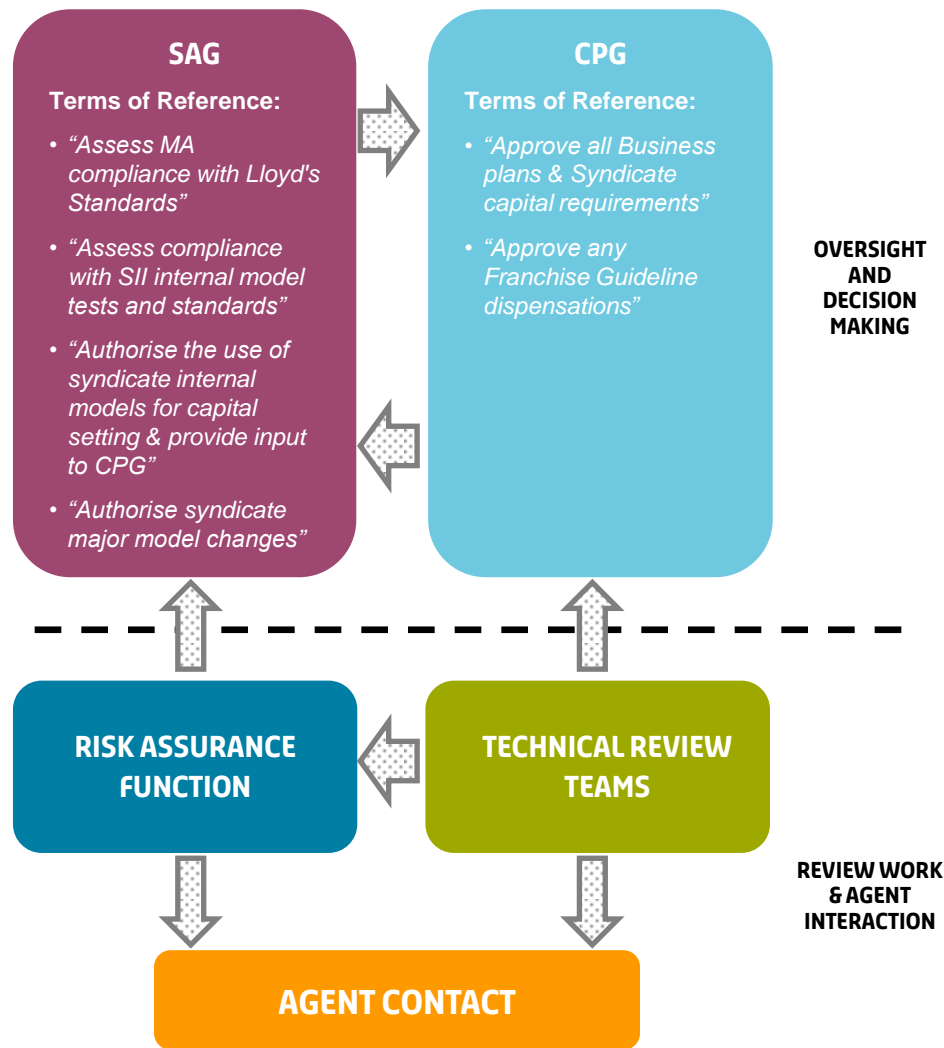 SAG
Terms of Reference:
• “Assess MA
compliance with Lloyd's
Standards”
• “Assess compliance
with SII internal model
tests and standards”
• “Authorise the use of
syndicate internal
models for capital
setting & provide input
to CPG”
• “Authorise syndicate
major model changes”
CPG
Terms of Reference:
• “Approve all Business
plans & Syndicate
capital requirements”
• “Approve any
Franchise Guideline
dispensations”
OVERSIGHT
AND
DECISION
MAKING
RISK ASSURANCE
FUNCTION
TECHNICAL REVIEW
TEAMS
REVIEW WORK
& AGENT
INTERACTION
AGENT CONTACT